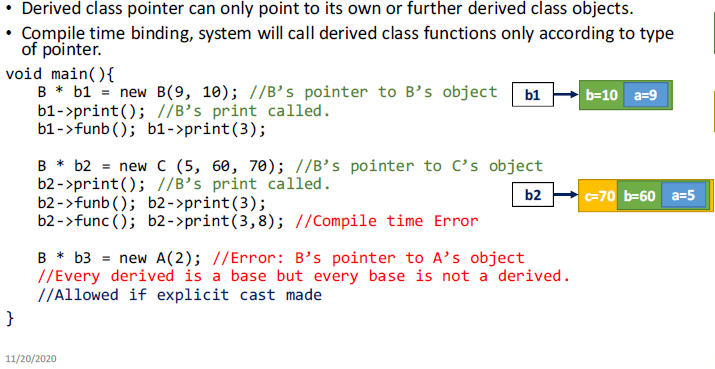 • Derived class pointer can only point to its own or further derived class objects.
• Compile time binding, system will call derived class functions only according to type
of pointer.
void main(){
B * b1 = new B(9, 10); //B’s pointer to B’s object
b1->print(); //B’s print called.
b1->funb(); b1->print(3);
b1
b=10 a=9
B * b2 = new C (5, 60, 70); //B’s pointer to C’s object
b2->print(); //B’s print called.
b2->funb(); b2->print(3);
b2->func(); b2->print(3,8); //Compile time Error
b2
c=70 b=60 a=5
B * b3 = new A(2); //Error: B’s pointer to A’s object
//Every derived is a base but every base is not a derived.
//Allowed if explicit cast made
}
11/20/2020